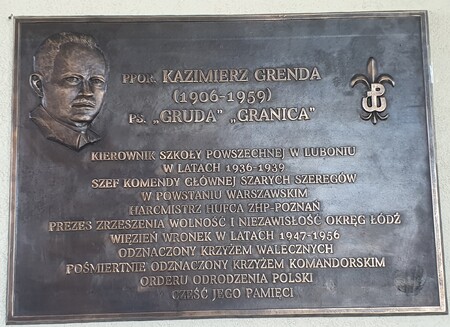 PPOR. KAZIMIERZ GRENDA
(1906-1959)
PS. „GRUDA” „GRANICA”
KIEROWNIK SZKOŁY POWSZECHNEJ W LUBONIU
W LATACH 1936-1939
SZEF KOMENDY GŁÓWNEJ SZARYCH SZEREGÓW
W POWSTANIU WARSZAWSKIM
HARCMISTRZ HUFCA ZHP-POZNAŃ
PREZES ZRZESZENIA WOLNOŚĆ I NIEZAWISŁOŚĆ OKRĘG ŁÓDŹ
WIĘZIEŃ WRONEK W LATACH 1947-1956
ODZNACZONY KRZYŻEM WALECZNYCH
POŚMIERTNIE ODZNACZONY KRZYŻEM KOMANDORSKIM
ORDERU ODRODZENIA POLSKI
CZEŚĆ JEGO PAMIĘCI